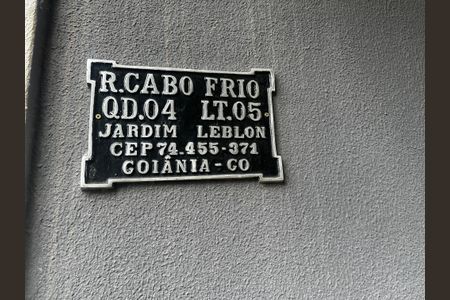 R. CABO FRIO
QD.04 LT.05
JARDIM LEBLON
CEP 74.455-371
GOIÂNIA-GO